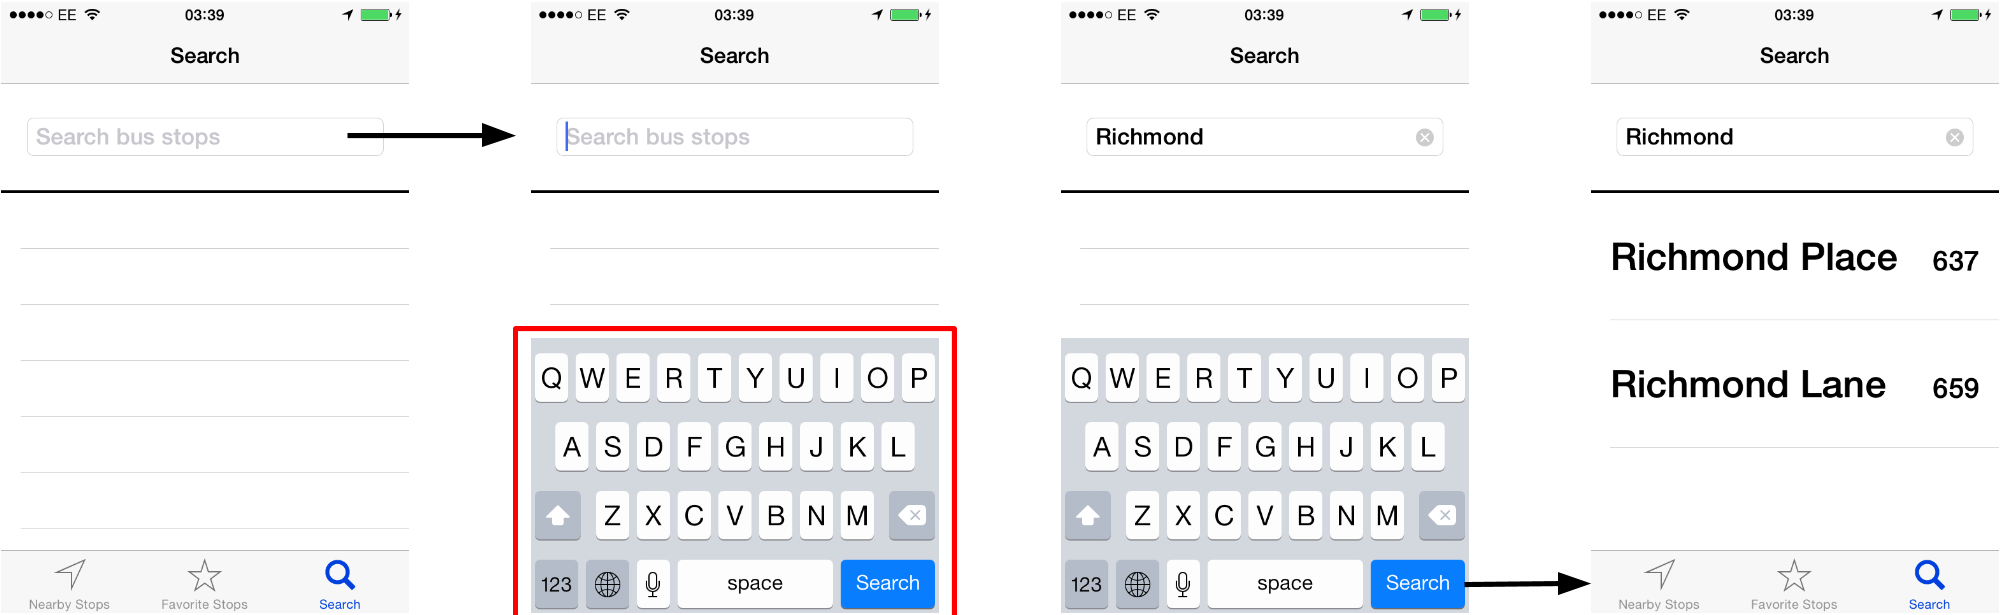 EE 03:39
Search
Search bus stops
Nearby Stops Favorite Stops Search
EE 03:39
Search
Search bus stops
Q W E R T Y U I O P
A S D F G H J K L
Z X C V B N M
123 space Search
EE 03:39
Search
Richmond
Q W E R T Y U I O P
A S D F G H J K L
Z X C V B N M
123 space Search
EE 03:39
Search
Richmond
Richmond Place 637
Richmond Lane 659
Nearby Stops Favorite Stops Search